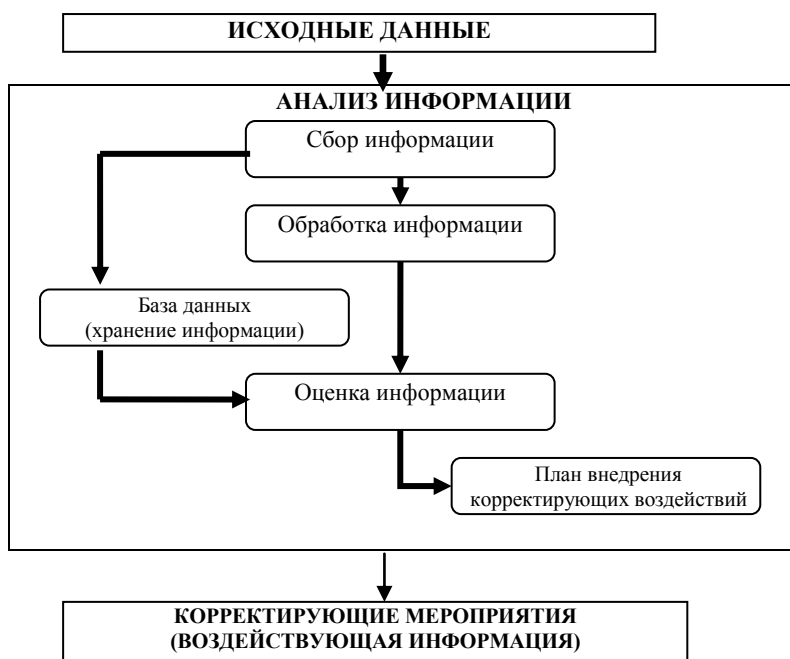 ИСХОДНЫЕ ДАННЫЕ
АНАЛИЗ ИНФОРМАЦИИ
Сбор информации
Обработка информации
База данных
(хранение информации)
Оценка информации
План внедрения
корректирующих воздействий
КОРРЕКТИРУЮЩИЕ МЕРОПРИЯТИЯ
(ВОЗДЕЙСТВУЮЩАЯ ИНФОРМАЦИЯ)